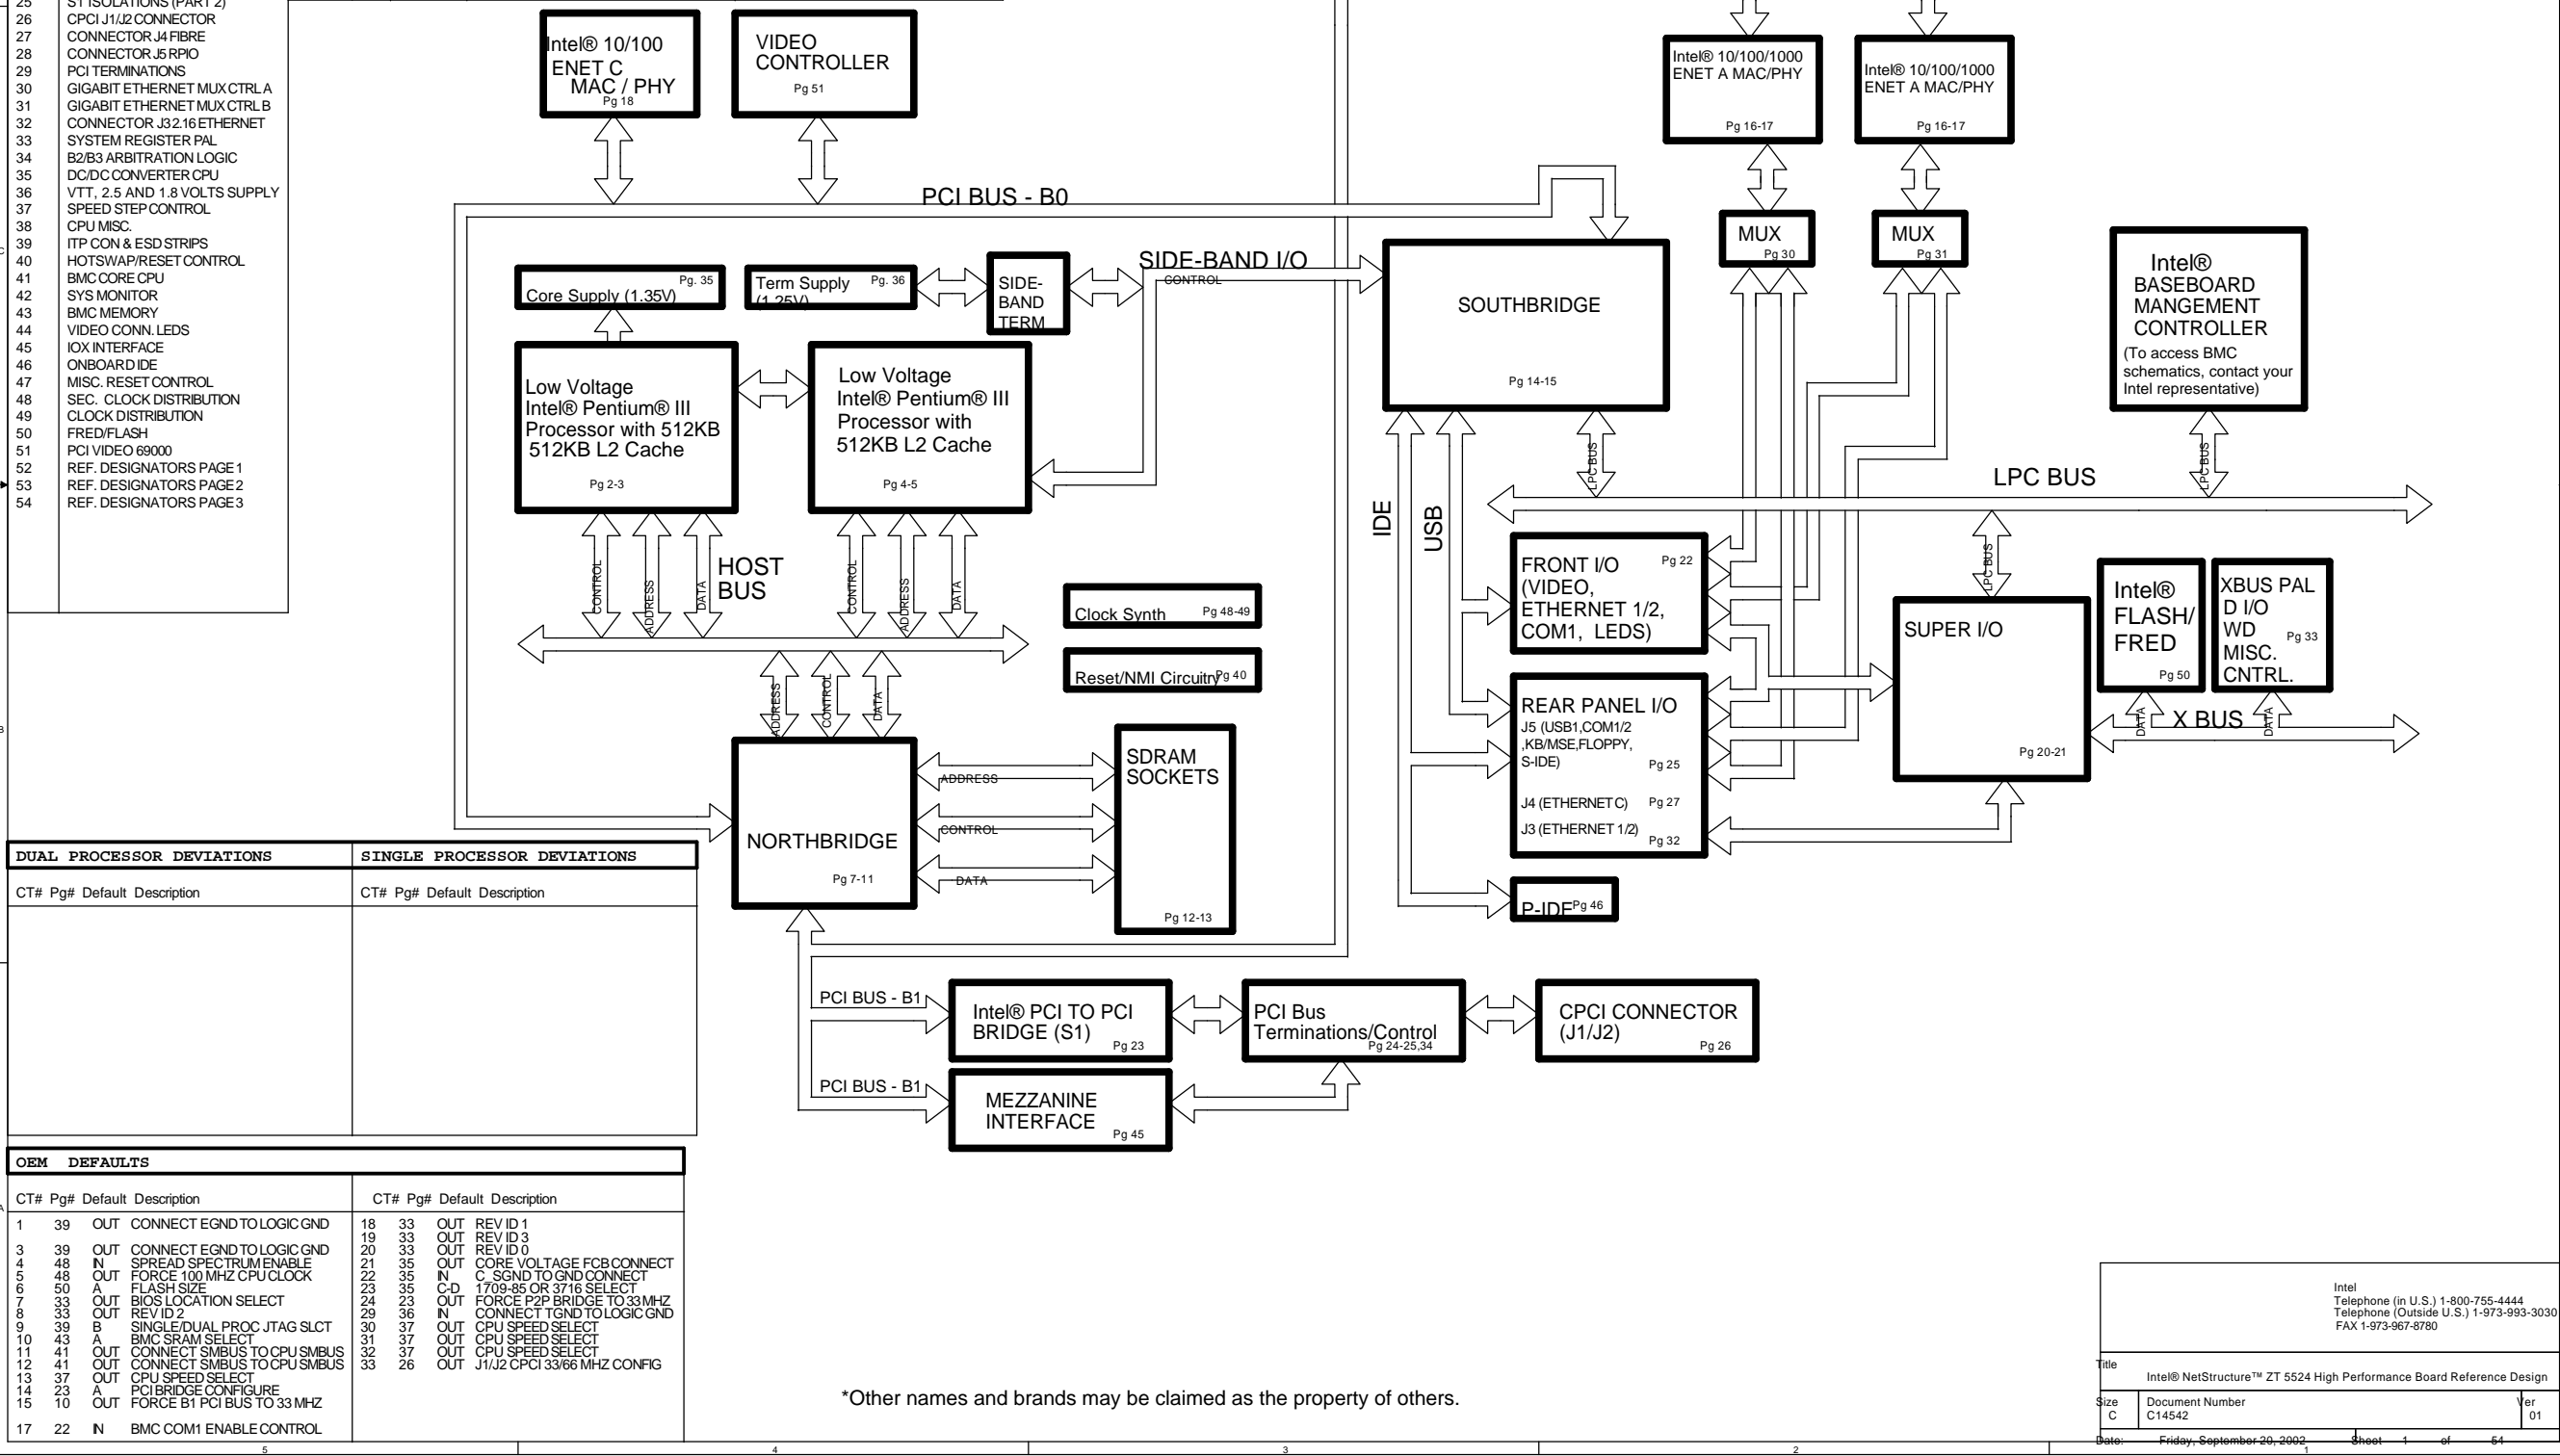 25 S1 ISOLATIONS (PART 2)
26 CPCI J1/J2 CONNECTOR
27 CONNECTOR J4 FIBRE
28 CONNECTOR J5 RPIO
29 PCI TERMINATIONS
30 GIGABIT ETHERNET MUX CTRL A
31 GIGABIT ETHERNET MUX CTRL B
32 CONNECTOR J3 2.16 ETHERNET
33 SYSTEM REGISTER PAL
34 B2/B3 ARBITRATION LOGIC
35 DC/DC CONVERTER CPU
36 VTT, 2.5 AND 1.8 VOLTS SUPPLY
37 SPEED STEP CONTROL
38 CPU MISC.
39 ITP CON & ESD STRIPS
40 HOTSWAP/RESET CONTROL
41 BMC CORE CPU
42 SYS MONITOR
43 BMC MEMORY
44 VIDEO CONN. LEDS
45 IOX INTERFACE
46 ONBOARD IDE
47 MISC. RESET CONTROL
48 SEC. CLOCK DISTRIBUTION
49 CLOCK DISTRIBUTION
50 FRED/FLASH
51 PCI VIDEO 69000
52 REF. DESIGNATORS PAGE 1
53 REF. DESIGNATORS PAGE 2
54 REF. DESIGNATORS PAGE 3
C
B
A
Intel® 10/100
ENET C
MAC / PHY
Pg 18
VIDEO
CONTROLLER
Pg 51
Intel® 10/100/1000
ENET A MAC/PHY
Pg 16-17
Intel® 10/100/1000
ENET A MAC/PHY
Pg 16-17
PCI BUS - B0
MUX
Pg 30
MUX
Pg 31
Core Supply (1.35V)
Pg. 35
Term Supply
(1.25V)
Pg. 36
SIDE-
BAND
TERM
SIDE-BAND I/O
CONTROL
SOUTHBRIDGE
Pg 14-15
Intel®
BASEBOARD
MANGEMENT
CONTROLLER
(To access BMC
schematics, contact your
Intel representative)
Low Voltage
Intel® Pentium® III
Processor with 512KB
512KB L2 Cache
Pg 2-3
Low Voltage
Intel® Pentium® III
Processor with
512KB L2 Cache
Pg 4-5
LPC BUS
LPC BUS
LPC BUS
LPC BUS
IDE
USB
HOST
BUS
CONTROL
ADDRESS
DATA
CONTROL
ADDRESS
DATA
Clock Synth
Pg 48-49
Reset/NMI Circuitry
Pg 40
FRONT I/O
(VIDEO,
ETHERNET 1/2,
COM1, LEDS)
Pg 22
REAR PANEL I/O
J5 (USB1,COM1/2
,KB/MSE,FLOPPY,
S-IDE)
Pg 25
J4 (ETHERNET C)
Pg 27
J3 (ETHERNET 1/2)
Pg 32
SUPER I/O
Pg 20-21
Intel®
FLASH/
FRED
Pg 50
XBUS PAL
D I/O
WD
MISC.
CNTRL.
Pg 33
DATA
X BUS
DATA
P-IDE
Pg 46
ADDRESS
CONTROL
DATA
NORTHBRIDGE
Pg 7-11
ADDRESS
CONTROL
DATA
SDRAM
SOCKETS
Pg 12-13
PCI BUS - B1
Intel® PCI TO PCI
BRIDGE (S1)
Pg 23
PCI Bus
Terminations/Control
Pg 24-25,34
CPCI CONNECTOR
(J1/J2)
Pg 26
PCI BUS - B1
MEZZANINE
INTERFACE
Pg 45
DUAL PROCESSOR DEVIATIONS
SINGLE PROCESSOR DEVIATIONS
CT# Pg# Default Description
CT# Pg# Default Description
OEM DEFAULTS
CT# Pg# Default Description
1 39 OUT CONNECT EGND TO LOGIC GND
3 39 OUT CONNECT EGND TO LOGIC GND
4 48 IN SPREAD SPECTRUM ENABLE
5 48 OUT FORCE 100 MHZ CPU CLOCK
6 50 A FLASH SIZE
7 33 OUT BIOS LOCATION SELECT
8 33 OUT REV ID 2
9 39 B SINGLE/DUAL PROC JTAG SLCT
10 43 A BMC SRAM SELECT
11 41 OUT CONNECT SMBUS TO CPU SMBUS
12 41 OUT CONNECT SMBUS TO CPU SMBUS
13 37 OUT CPU SPEED SELECT
14 23 A PCI BRIDGE CONFIGURE
15 10 OUT FORCE B1 PCI BUS TO 33 MHZ
17 22 IN BMC COM1 ENABLE CONTROL
CT# Pg# Default Description
18 33 OUT REV ID 1
19 33 OUT REV ID 3
20 33 OUT REV ID 0
21 35 OUT CORE VOLTAGE FCB CONNECT
22 35 IN C_SGND TO GND CONNECT
23 35 C-D 1709-85 OR 3716 SELECT
24 23 OUT FORCE P2P BRIDGE TO 33 MHZ
29 36 IN CONNECT TGND TO LOGIC GND
30 37 OUT CPU SPEED SELECT
31 37 OUT CPU SPEED SELECT
32 37 OUT CPU SPEED SELECT
33 26 OUT J1/J2 CPCI 33/66 MHZ CONFIG
*Other names and brands may be claimed as the property of others.
Intel
Telephone (in U.S.) 1-800-755-4444
Telephone (Outside U.S.) 1-973-993-3030
FAX 1-973-967-8780
Title
Intel® NetStructure™ ZT 5524 High Performance Board Reference Design
Size
C
Document Number
C14542
Ver
01
Date: Friday, September 20, 2002 Sheet 1 of 54
5 4 3 2 1